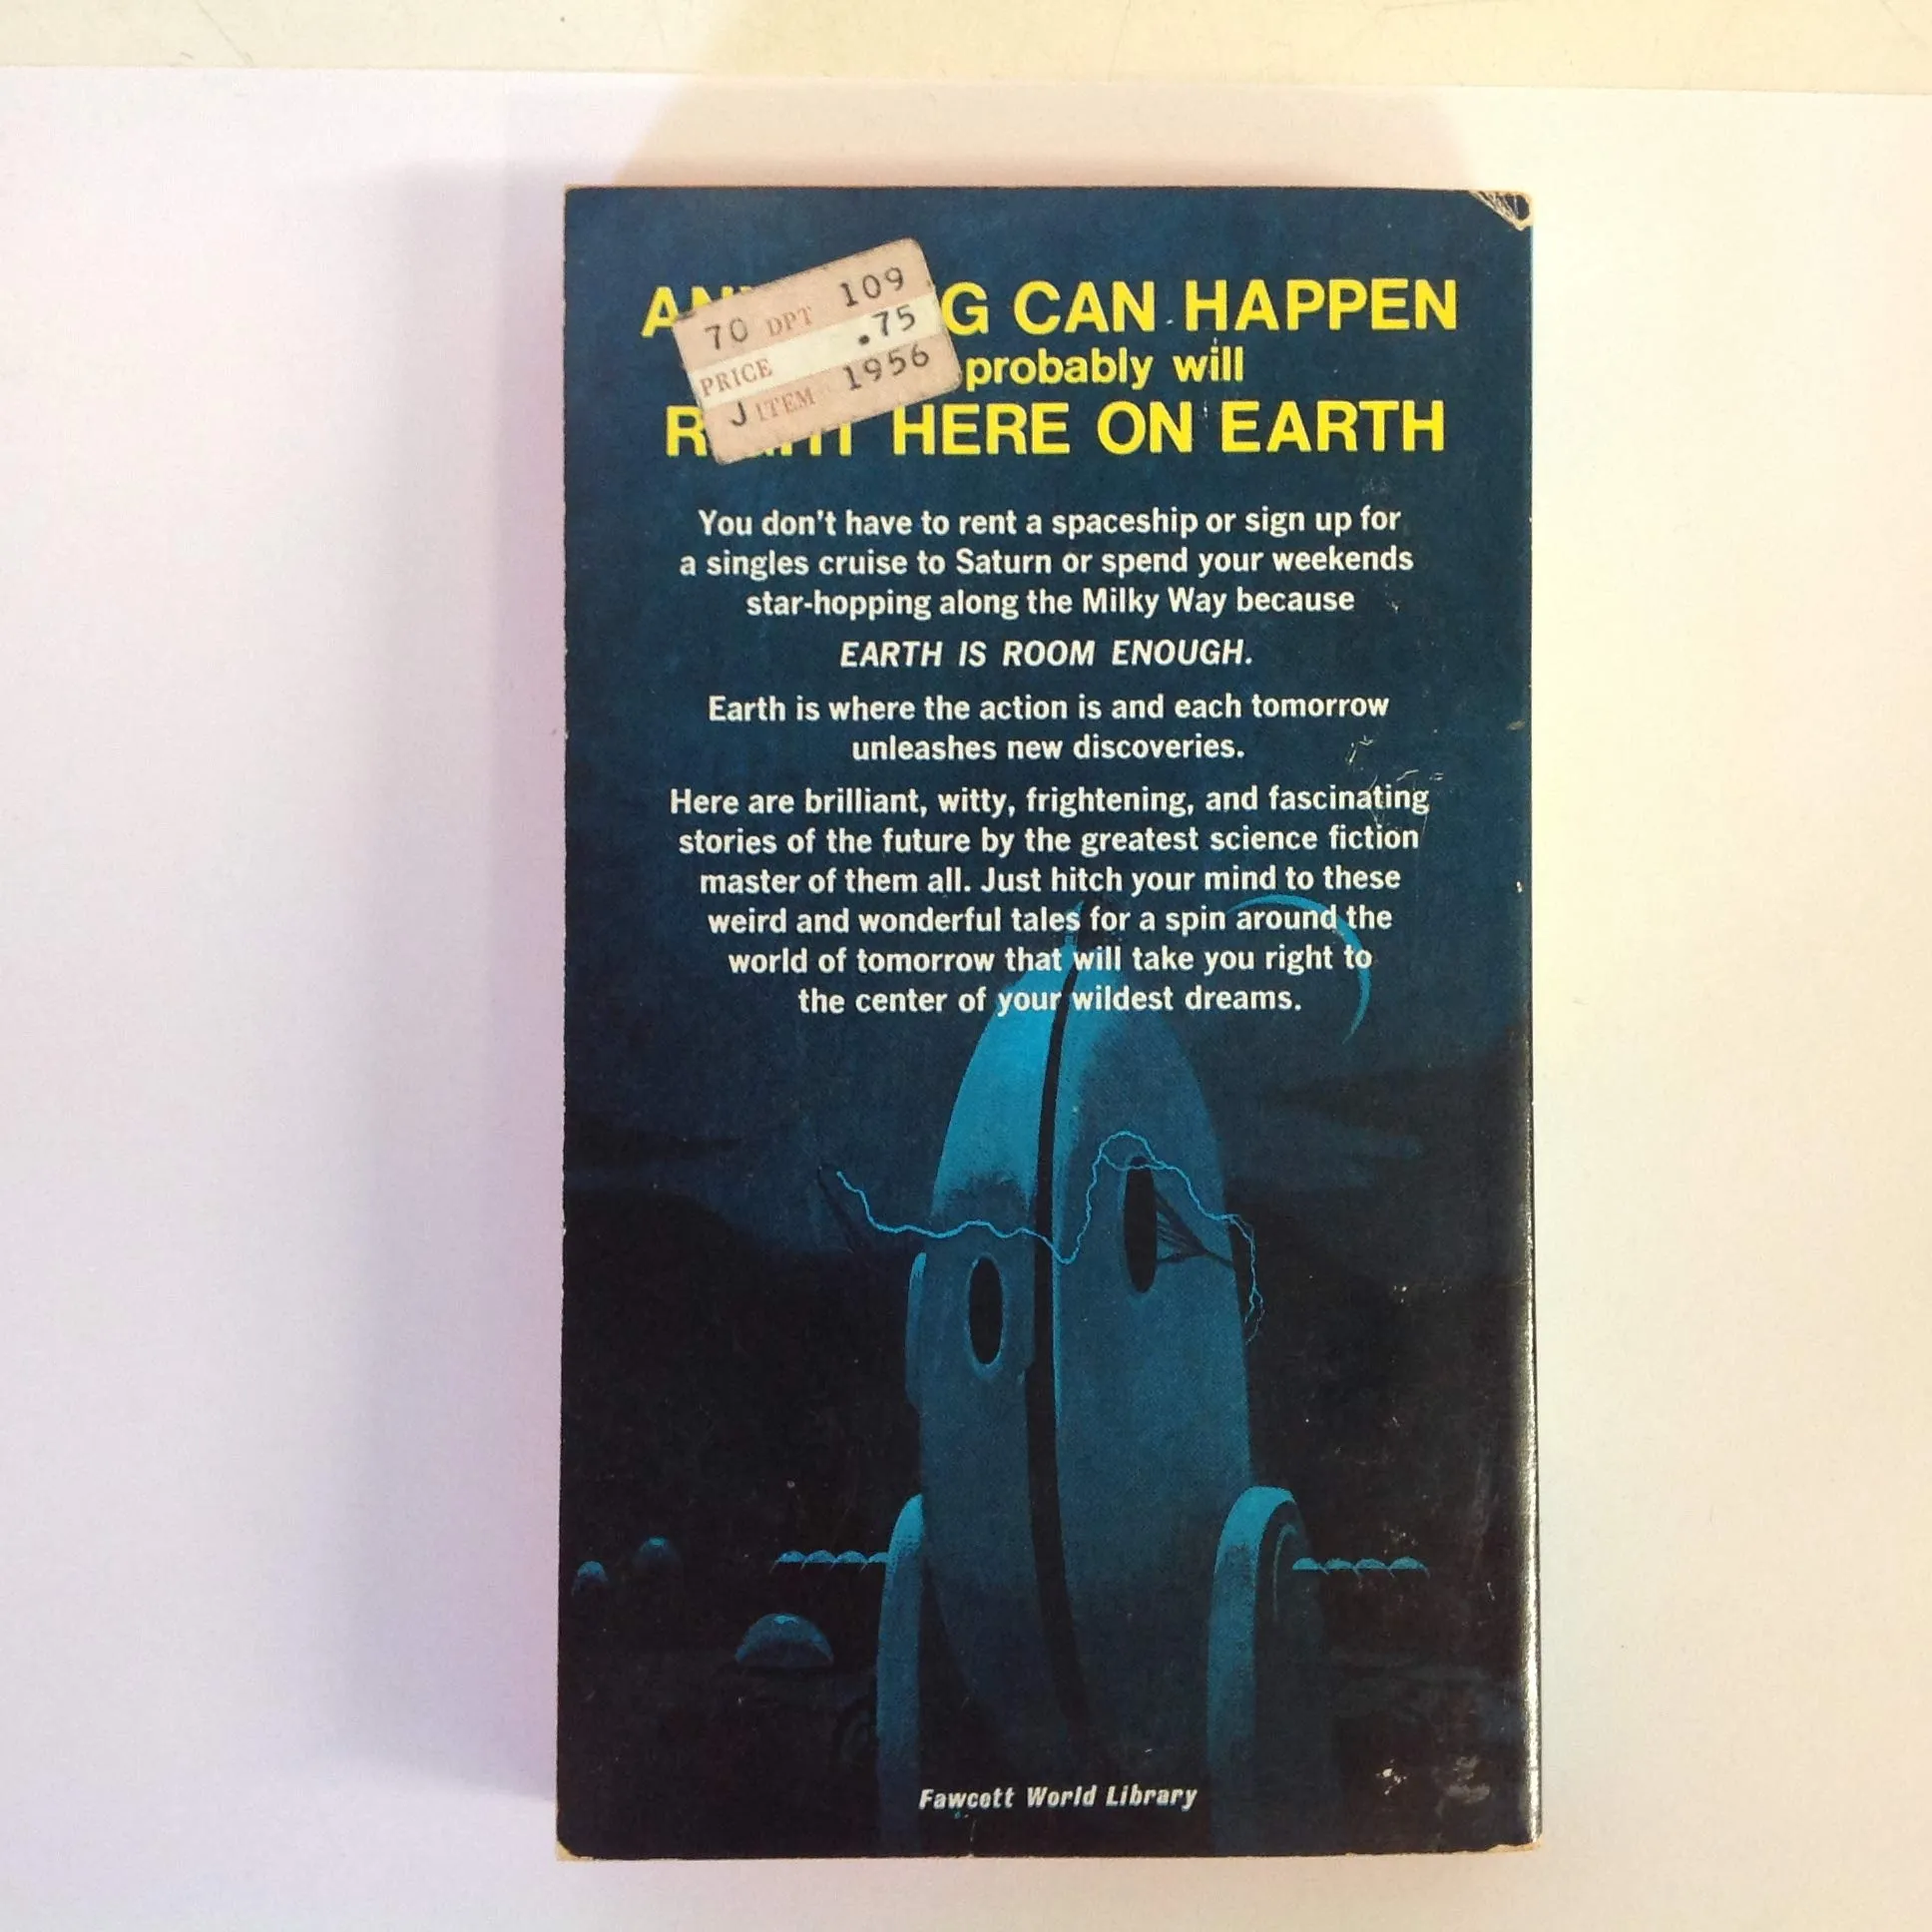 70 DPT 109
PRICE .75
J ITEM 1956
G CAN HAPPEN
probably will
HERE ON EARTH
You don't have to rent a spaceship or sign up for
a singles cruise to Saturn or spend your weekends
star-hopping along the Milky Way because
EARTH IS ROOM ENOUGH.
Earth is where the action is and each tomorrow
unleashes new discoveries.
Here are brilliant, witty, frightening, and fascinating
stories of the future by the greatest science fiction
master of them all. Just hitch your mind to these
weird and wonderful tales for a spin around the
world of tomorrow that will take you right to
the center of your wildest dreams.
Fawcett World Library